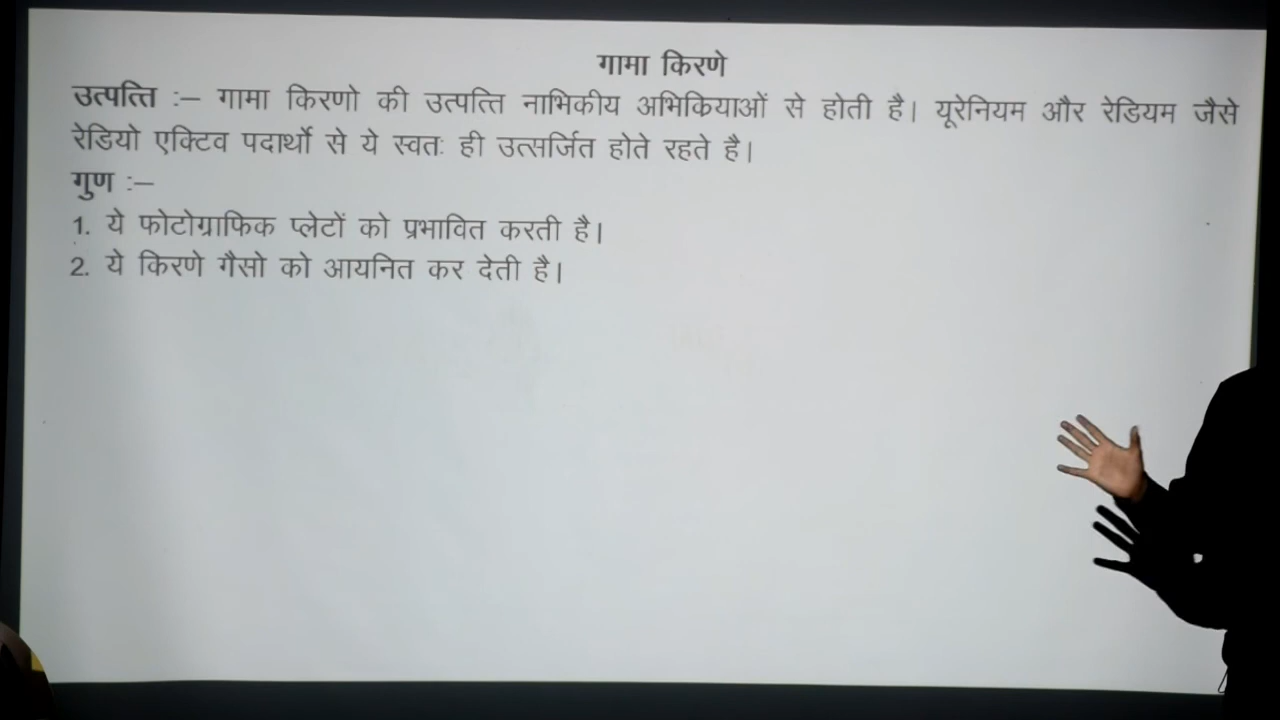 गामा किरणे
उत्पत्ति :– गामा किरणो की उत्पत्ति नाभिकीय अभिकियाओं से होती है। यूरेनियम और रेडियम जैसे
रेडियो एक्टिव पदार्थो से ये स्वतः ही उत्सर्जित होते रहते है।
गुण :–
1. ये फोटोग्राफिक प्लेटों को प्रभावित करती है।
2. ये किरणे गैसो को आयनित कर देती है।